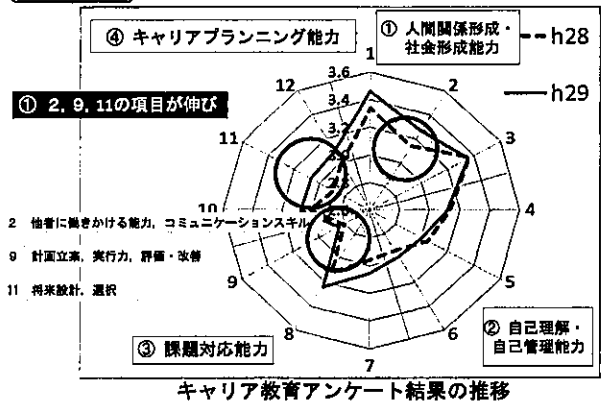 ④ キャリアプランニング能力
① 人間関係形成・
社会形成能力
h28
h29
① 2．9．11の項目が伸び
1
2
3
4
5
6
7
8
9
10
11
12
3.6
3.4
3.2
2 他者に働きかける能力，コミュニケーションスキル
9 計画立案，実行力，評価・改善
11 将来設計，選択
② 自己理解・
自己管理能力
③ 課題対応能力
キャリア教育アンケート結果の推移